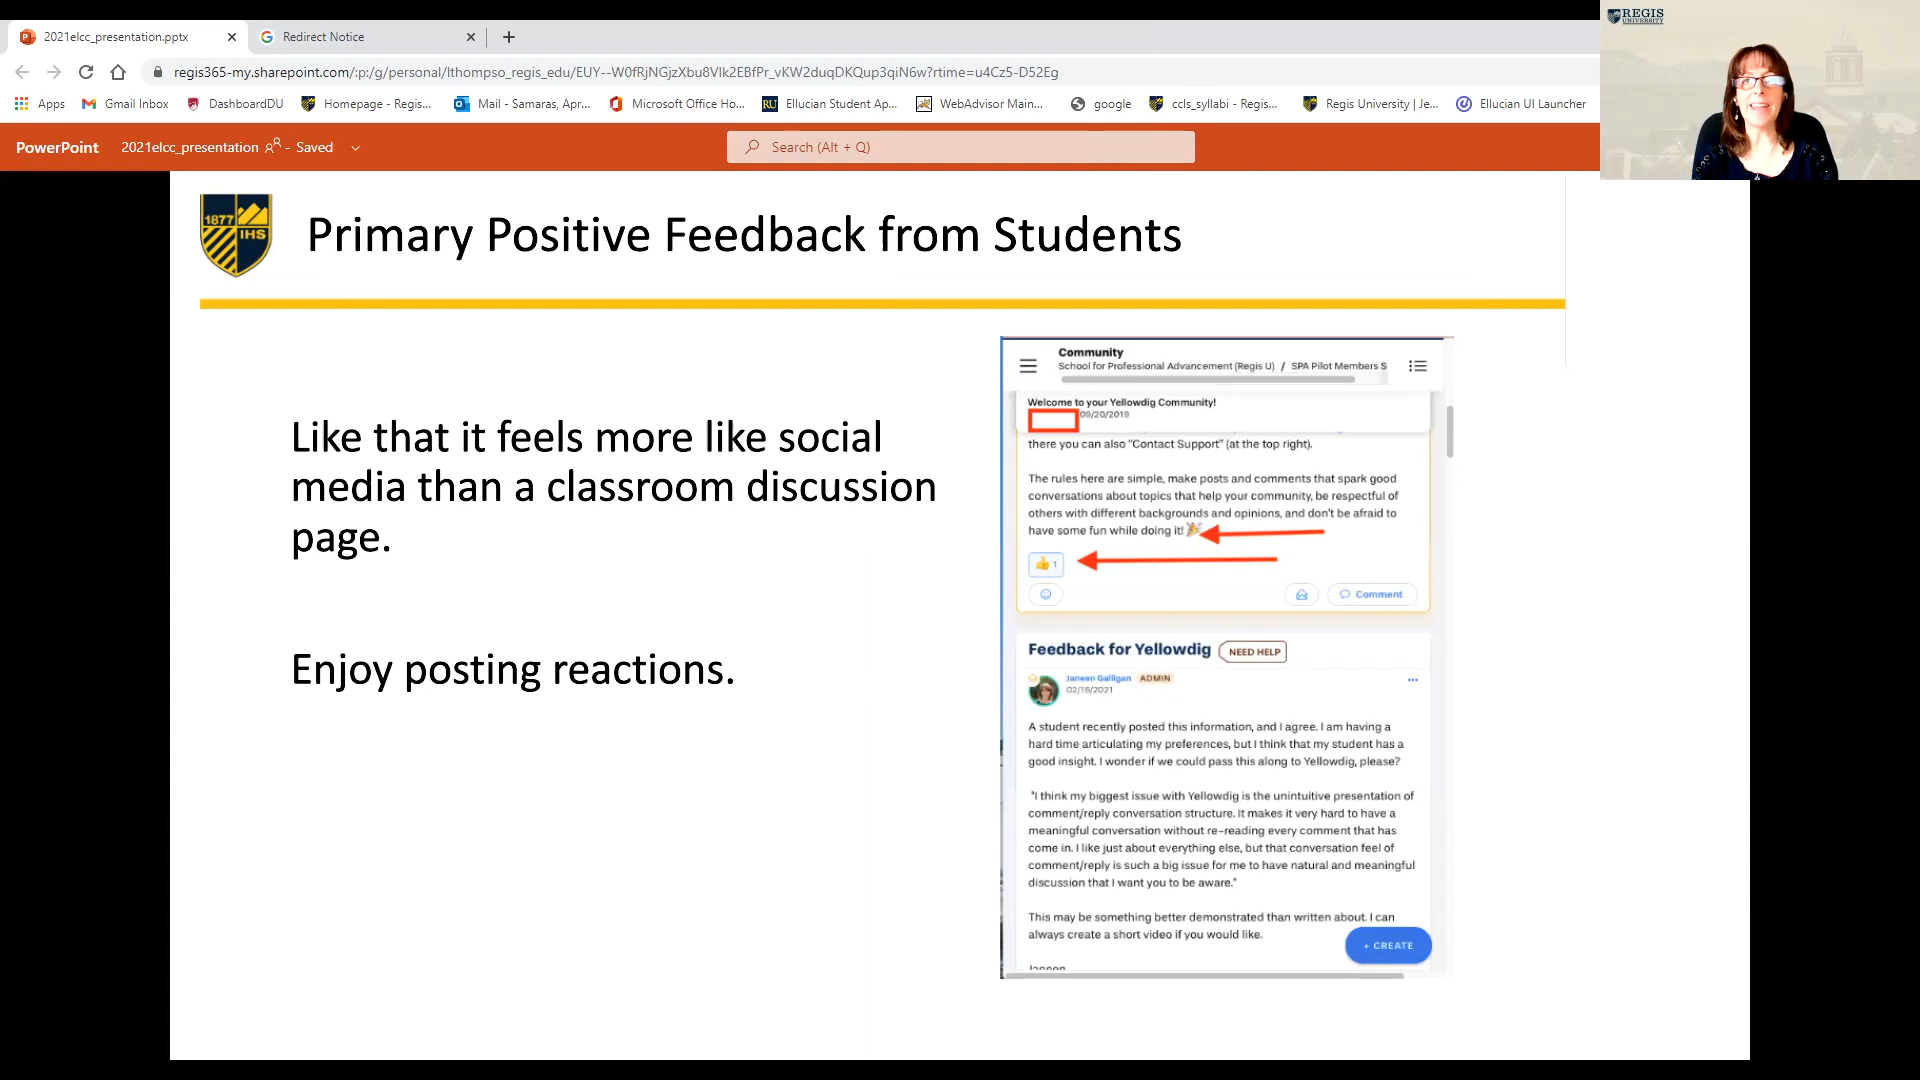 2021elcc_presentation.pptx
Redirect Notice
regis365-my.sharepoint.com/:p:/g/personal/lthompso_regis_edu/EUY--W0fRjNGjzXbu8Vlk2EBfPr_vKW2duqDKQup3qiN6w?rtime=u4Cz5-D52Eg
Apps Gmail Inbox DashboardDU Homepage - Regis... Mail - Samaras, Apr... Microsoft Office Ho... RU Ellucian Student Ap... WebAdvisor Main... google ccls_syllabi - Regis... Regis University | Je... Ellucian UI Launcher
PowerPoint 2021elcc_presentation - Saved
Search (Alt + Q)
REGIS
UNIVERSITY
1877
IHS
Primary Positive Feedback from Students
Like that it feels more like social
media than a classroom discussion
page.
Enjoy posting reactions.
Community
School for Professional Advancement (Regis U) / SPA Pilot Members S
Welcome to your Yellowdig Community!
09/20/2019
there you can also "Contact Support" (at the top right).
The rules here are simple, make posts and comments that spark good
conversations about topics that help your community, be respectful of
others with different backgrounds and opinions, and don't be afraid to
have some fun while doing it! 🎉
👍 1
Comment
Feedback for Yellowdig NEED HELP
Janeen Galligan ADMIN
02/16/2021
A student recently posted this information, and I agree. I am having a
hard time articulating my preferences, but I think that my student has a
good insight. I wonder if we could pass this along to Yellowdig, please?
"I think my biggest issue with Yellowdig is the unintuitive presentation of
comment/reply conversation structure. It makes it very hard to have a
meaningful conversation without re-reading every comment that has
come in. I like just about everything else, but that conversation feel of
comment/reply is such a big issue for me to have natural and meaningful
discussion that I want you to be aware."
This may be something better demonstrated than written about. I can
always create a short video if you would like.
+ CREATE
Janeen